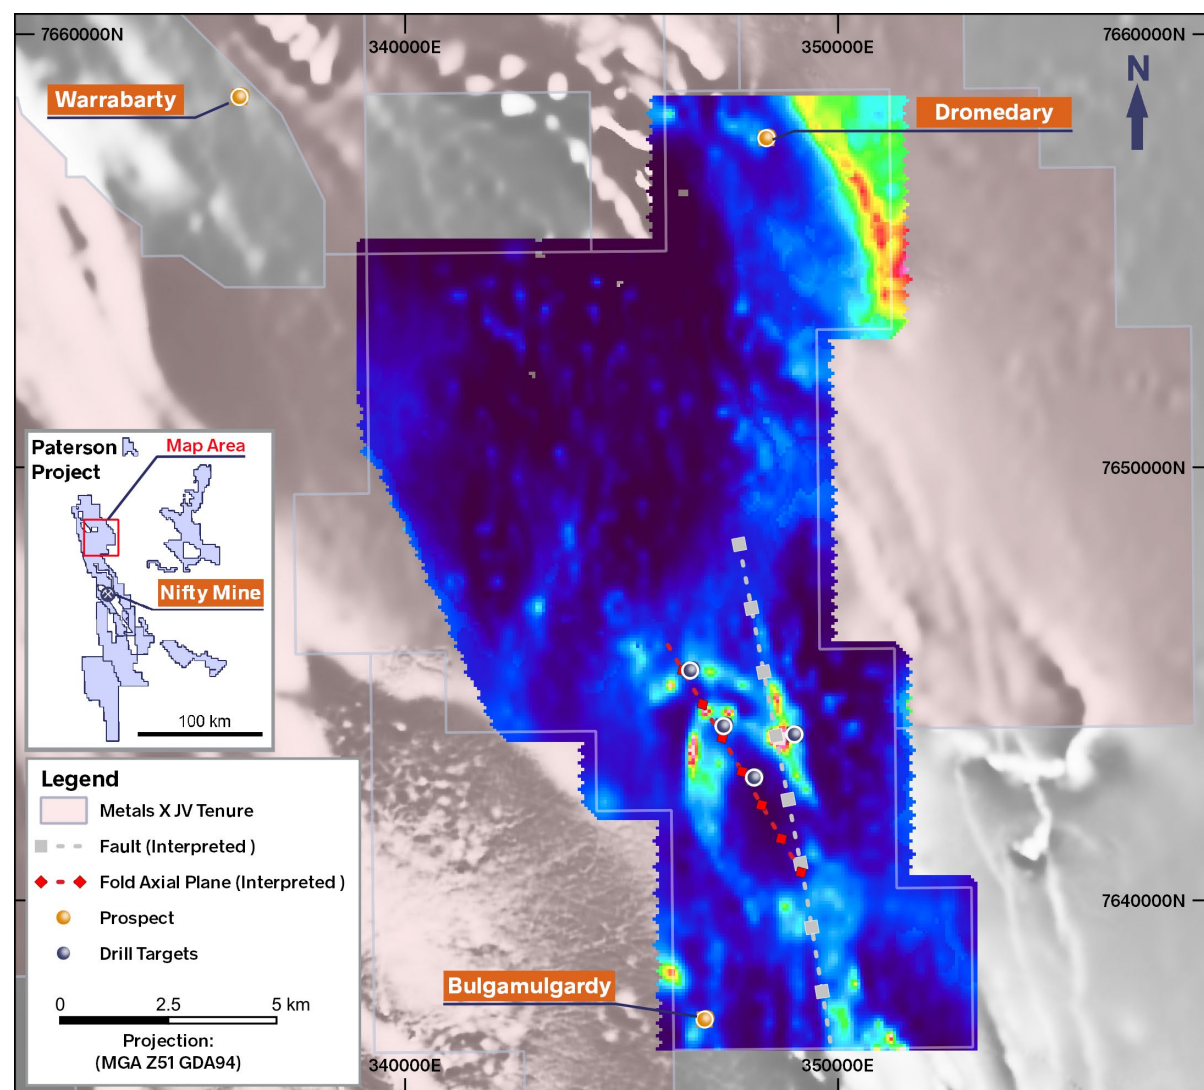 7660000N
340000E
350000E
7660000N
N
Warrabarty
Dromedary
7650000N
Paterson
Project
Map Area
Nifty Mine
100 km
Legend
Metals X JV Tenure
Fault (Interpreted )
Fold Axial Plane (Interpreted )
Prospect
Drill Targets
0 2.5 5 km
Projection:
(MGA Z51 GDA94)
7640000N
Bulgamulgardy
340000E
350000E